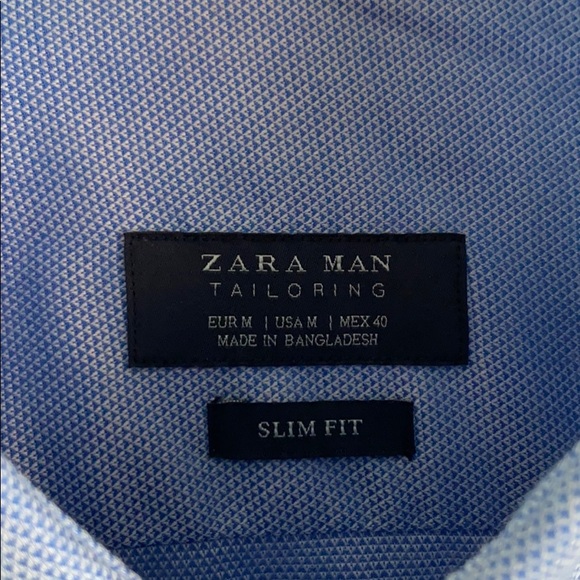 ZARA MAN
TAILORING
EUR M | USA M | MEX 40
MADE IN BANGLADESH
SLIM FIT